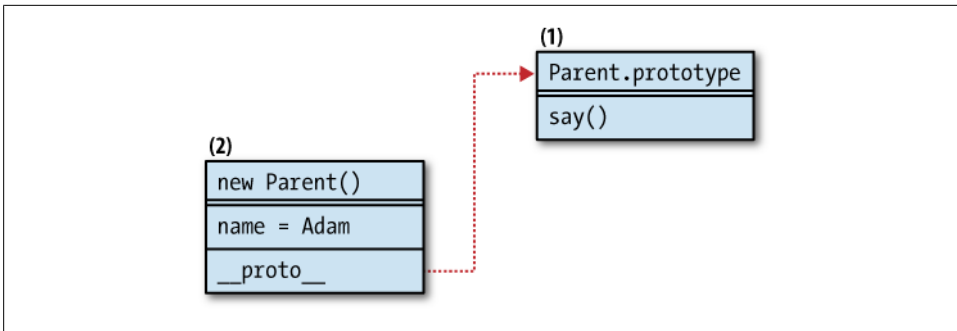 (1)
Parent.prototype
say()
(2)
new Parent()
name = Adam
__proto__